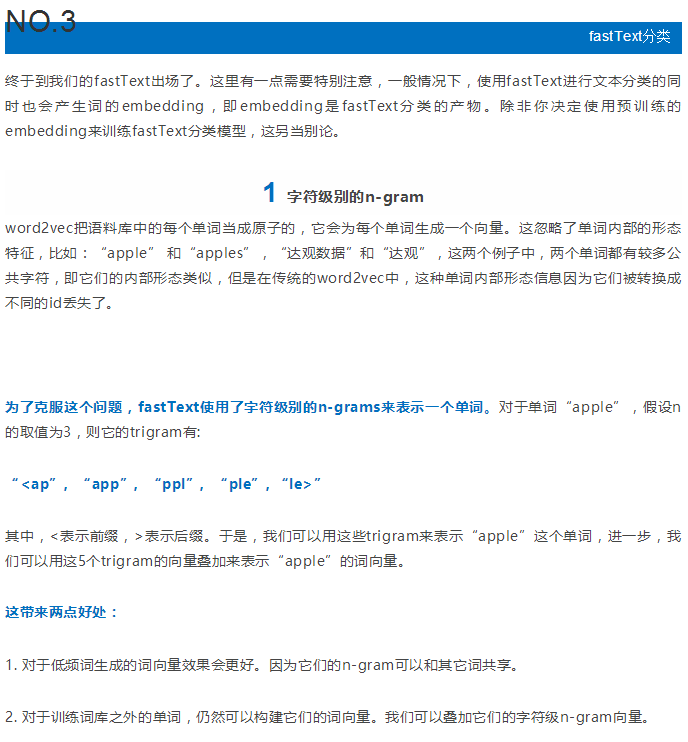 NO.3
fastText分类
终于到我们的fastText出场了。这里有一点需要特别注意，一般情况下，使用fastText进行文本分类的同
时也会产生词的embedding，即embedding是fastText分类的产物。除非你决定使用预训练的
embedding来训练fastText分类模型，这另当别论。
1 字符级别的n-gram
word2vec把语料库中的每个单词当成原子的，它会为每个单词生成一个向量。这忽略了单词内部的形态
特征，比如：“apple” 和“apples”，“达观数据”和“达观”，这两个例子中，两个单词都有较多公
共字符，即它们的内部形态类似，但是在传统的word2vec中，这种单词内部形态信息因为它们被转换成
不同的id丢失了。
为了克服这个问题，fastText使用了字符级别的n-grams来表示一个单词。对于单词“apple”，假设n
的取值为3，则它的trigram有:
“<ap”, “app”, “ppl”, “ple”, “le>”
其中，<表示前缀，>表示后缀。于是，我们可以用这些trigram来表示“apple”这个单词，进一步，我
们可以用这5个trigram的向量叠加来表示“apple”的词向量。
这带来两点好处：
1. 对于低频词生成的词向量效果会更好。因为它们的n-gram可以和其它词共享。
2. 对于训练词库之外的单词，仍然可以构建它们的词向量。我们可以叠加它们的字符级n-gram向量。